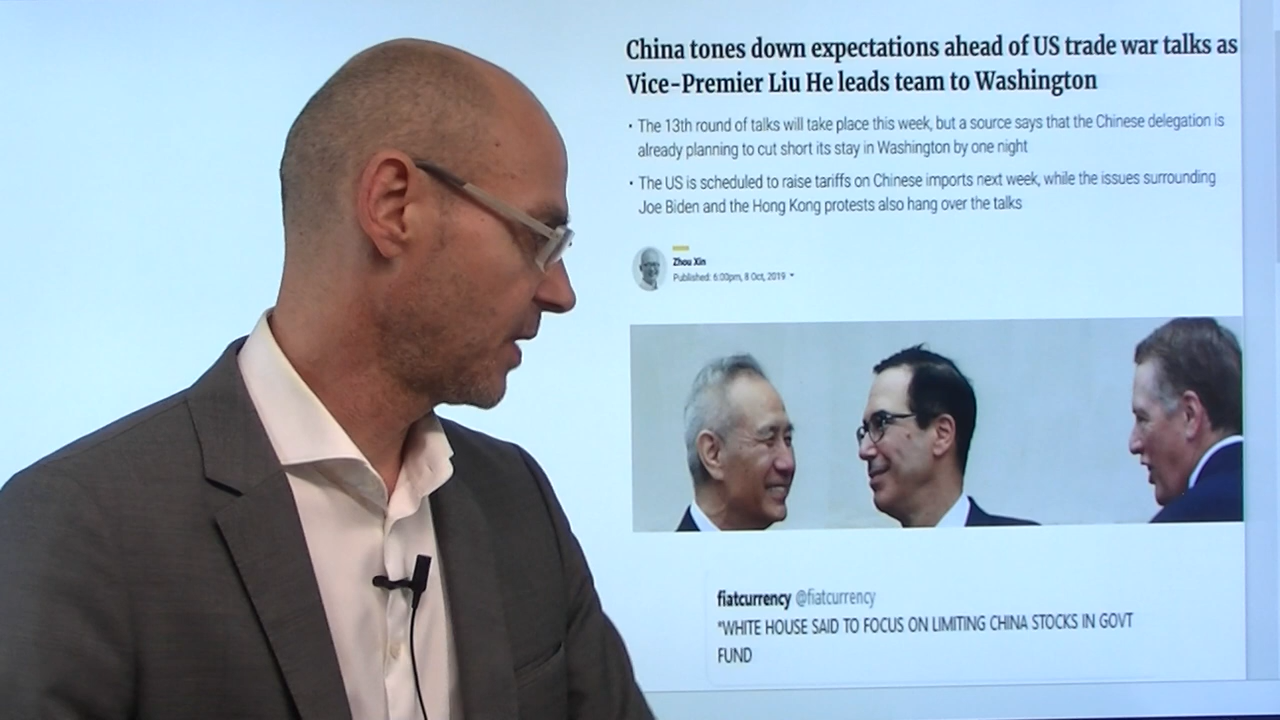 China tones down expectations ahead of US trade war talks as
Vice-Premier Liu He leads team to Washington
• The 13th round of talks will take place this week, but a source says that the Chinese delegation is
already planning to cut short its stay in Washington by one night
• The US is scheduled to raise tariffs on Chinese imports next week, while the issues surrounding
Joe Biden and the Hong Kong protests also hang over the talks
Zhou Xin
Published: 6:00pm, 8 Oct, 2019
fiatcurrency @fiatcurrency
"WHITE HOUSE SAID TO FOCUS ON LIMITING CHINA STOCKS IN GOVT
FUND